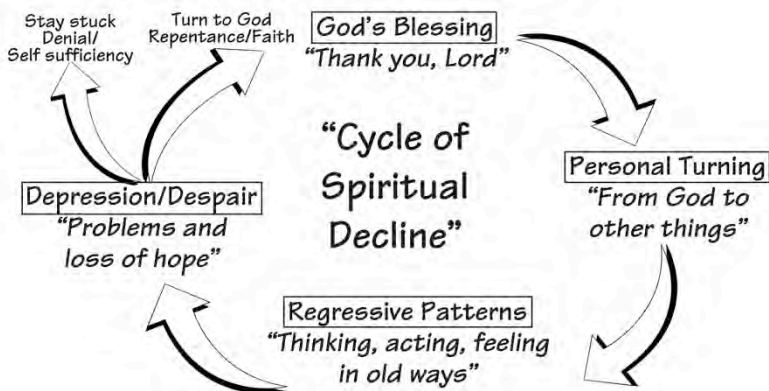 Stay stuck
Denial/
Self sufficiency
Turn to God
Repentance/Faith
God's Blessing
"Thank you, Lord"
"Cycle of
Spiritual
Decline"
Personal Turning
"From God to
other things"
Depression/Despair
"Problems and
loss of hope"
Regressive Patterns
"Thinking, acting, feeling
in old ways"